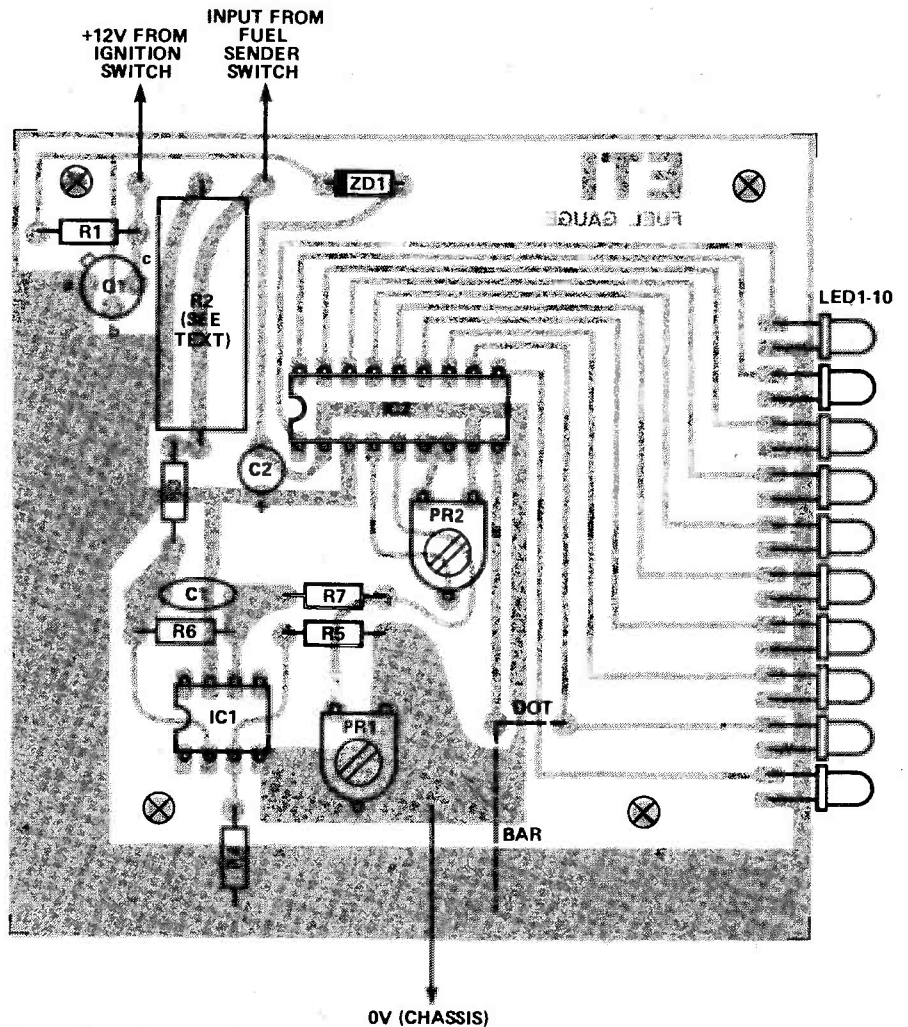 +12V FROM
IGNITION
SWITCH
INPUT FROM
FUEL
SENDER
SWITCH
ETI
FUEL GAUGE
ZD1
R1
c
b
Q1
R2
(SEE
TEXT)
LED1-10
IC2
C2
PR2
C1
R7
R6
R5
IC1
PR1
DOT
BAR
0V (CHASSIS)